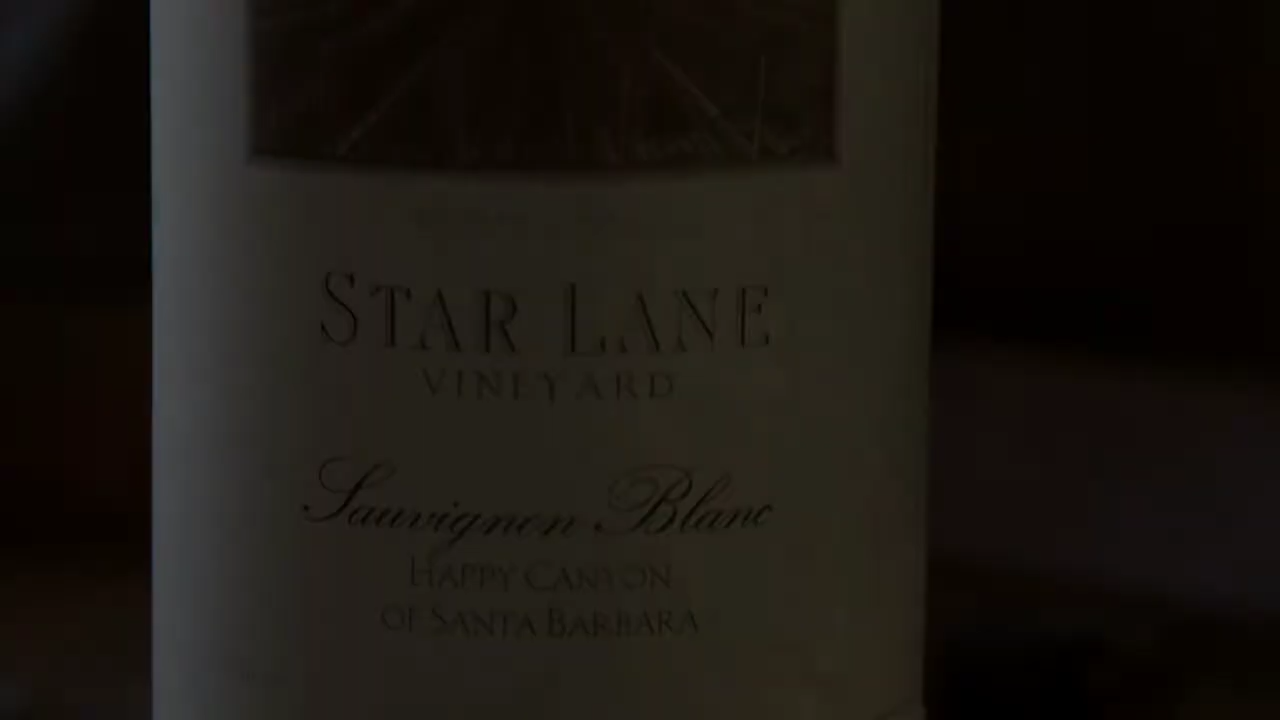 STAR LANE
VINEYARD
Sauvignon Blanc
HAPPY CANYON
OF SANTA BARBARA